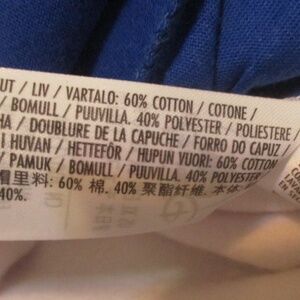 UT / LIV / VARTALO: 60% COTTON / COTONE /
/ BOMULL / PUUVILLA. 40% POLYESTER / POLIESTERE
HA / DOUBLURE DE LA CAPUCHE / FORRO DO CAPUZ /
I HUVAN / HETTEFÔR / HUPUN VUORI: 60% COTTON
/ PAMUK / BOMULL / PUUVILLA. 40% POLYESTER /
帽里料: 60% 棉. 40% 聚酯纤维. 本体
40%.